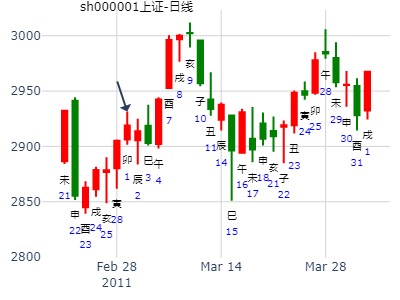 sh000001上证-日线
3000
2950
2900
2850
2800
未
21
申
22
酉
23
戌
24
亥
25
寅
28
卯
1
辰
2
巳
3
午
4
酉
7
戌
8
亥
9
子
10
丑
11
辰
14
巳
15
午
16
未
17
申
18
酉
21
子
22
丑
23
寅
24
卯
25
午
28
未
29
申
30
酉
31
戌
1
Feb 28
2011
Mar 14
Mar 28